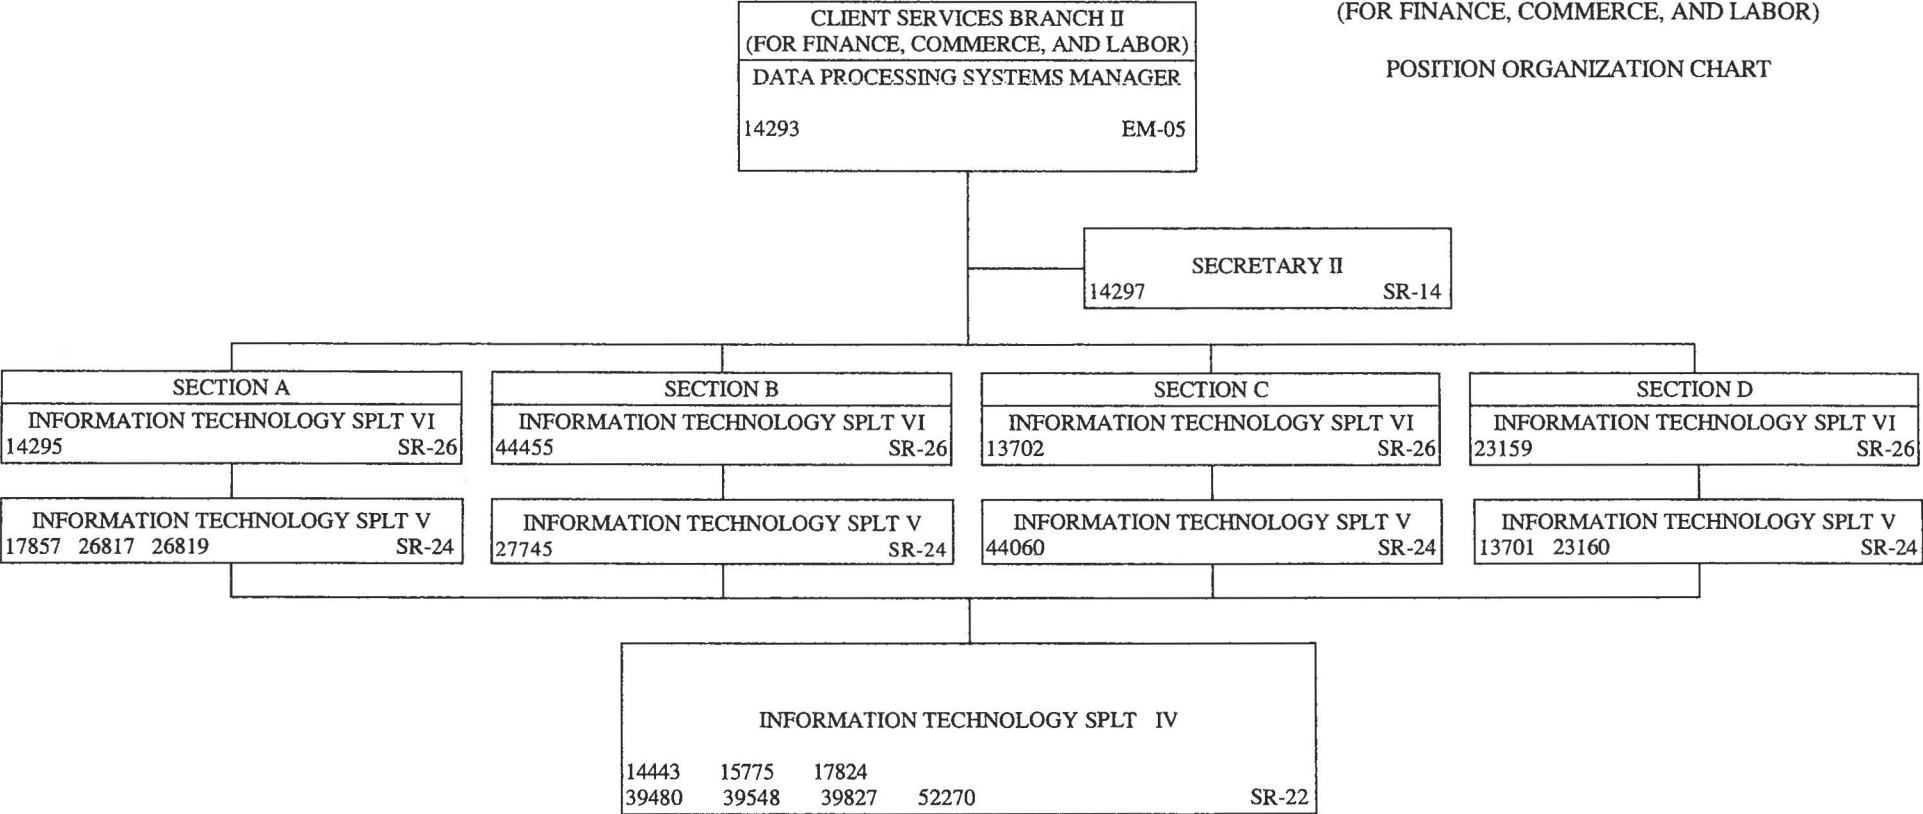 (FOR FINANCE, COMMERCE, AND LABOR)
POSITION ORGANIZATION CHART
CLIENT SERVICES BRANCH II
(FOR FINANCE, COMMERCE, AND LABOR)
DATA PROCESSING SYSTEMS MANAGER
14293 EM-05
SECRETARY II
14297 SR-14
SECTION A
INFORMATION TECHNOLOGY SPLT VI
14295 SR-26
INFORMATION TECHNOLOGY SPLT V
17857 26817 26819 SR-24
SECTION B
INFORMATION TECHNOLOGY SPLT VI
44455 SR-26
INFORMATION TECHNOLOGY SPLT V
27745 SR-24
SECTION C
INFORMATION TECHNOLOGY SPLT VI
13702 SR-26
INFORMATION TECHNOLOGY SPLT V
44060 SR-24
SECTION D
INFORMATION TECHNOLOGY SPLT VI
23159 SR-26
INFORMATION TECHNOLOGY SPLT V
13701 23160 SR-24
INFORMATION TECHNOLOGY SPLT IV
14443 15775 17824
39480 39548 39827 52270 SR-22